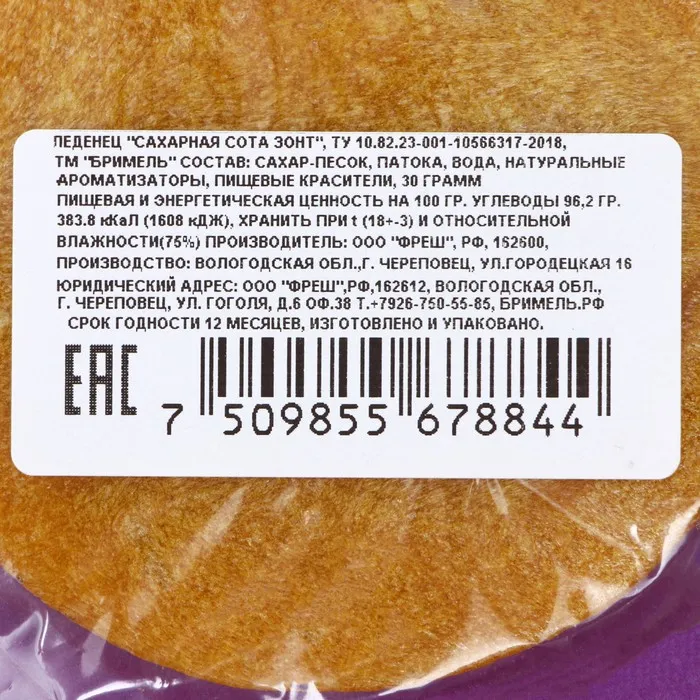 ЛЕДЕНЕЦ "САХАРНАЯ СОТА ЗОНТ", ТУ 10.82.23-001-10566317-2018,
ТМ "БРИМЕЛЬ" СОСТАВ: САХАР-ПЕСОК, ПАТОКА, ВОДА, НАТУРАЛЬНЫЕ
АРОМАТИЗАТОРЫ, ПИЩЕВЫЕ КРАСИТЕЛИ, 30 ГРАММ
ПИЩЕВАЯ И ЭНЕРГЕТИЧЕСКАЯ ЦЕННОСТЬ НА 100 ГР. УГЛЕВОДЫ 96,2 ГР.
383.8 кКаЛ (1608 кДЖ), ХРАНИТЬ ПРИ t (18+-3) И ОТНОСИТЕЛЬНОЙ
ВЛАЖНОСТИ(75%) ПРОИЗВОДИТЕЛЬ: ООО "ФРЕШ", РФ, 162600,
ПРОИЗВОДСТВО: ВОЛОГОДСКАЯ ОБЛ.,Г. ЧЕРЕПОВЕЦ, УЛ.ГОРОДЕЦКАЯ 16
ЮРИДИЧЕСКИЙ АДРЕС: ООО "ФРЕШ",РФ,162612, ВОЛОГОДСКАЯ ОБЛ.,
Г. ЧЕРЕПОВЕЦ, УЛ. ГОГОЛЯ, Д.6 ОФ.38 Т.+7926-750-55-85, БРИМЕЛЬ.РФ
СРОК ГОДНОСТИ 12 МЕСЯЦЕВ, ИЗГОТОВЛЕНО И УПАКОВАНО.
EAC
7 509855 678844